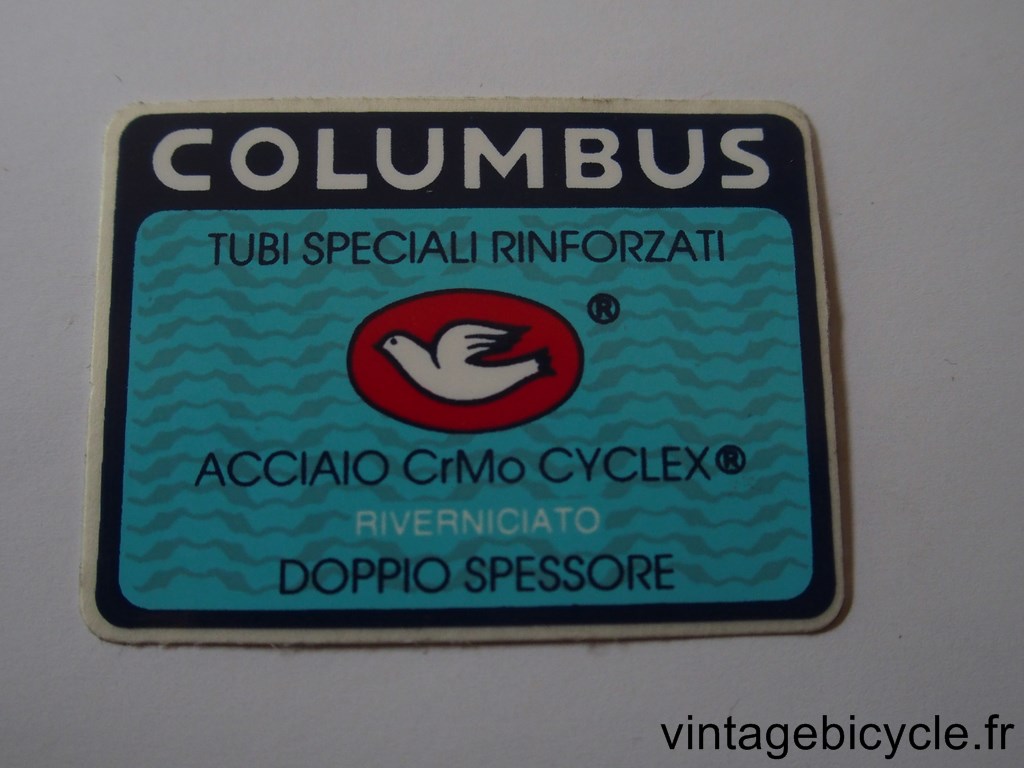 COLUMBUS
TUBI SPECIALI RINFORZATI
®
ACCIAIO CrMo CYCLEX®
RIVERNICIATO
DOPPIO SPESSORE
vintagebicycle.fr